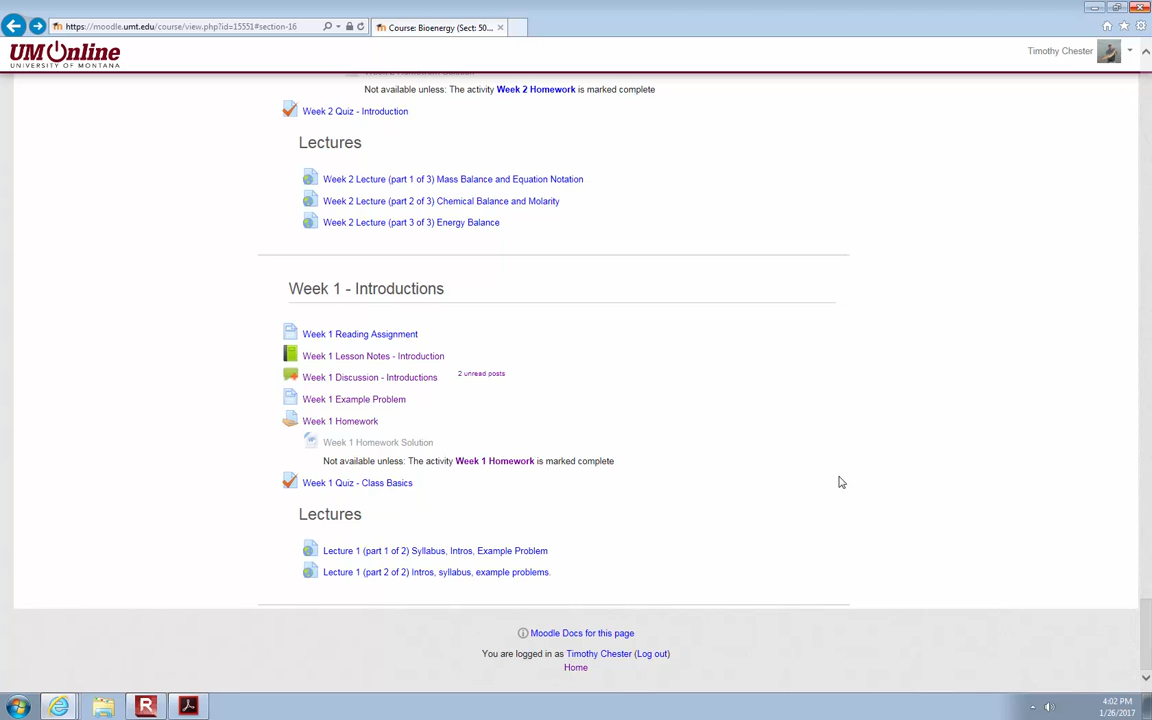 https://moodle.umt.edu/course/view.php?id=15551#section-16
Course: Bioenergy (Sect: 50...
UMOnline
UNIVERSITY OF MONTANA
Timothy Chester
Week 2 Homework Solution
Not available unless: The activity Week 2 Homework is marked complete
Week 2 Quiz - Introduction
Lectures
Week 2 Lecture (part 1 of 3) Mass Balance and Equation Notation
Week 2 Lecture (part 2 of 3) Chemical Balance and Molarity
Week 2 Lecture (part 3 of 3) Energy Balance
Week 1 - Introductions
Week 1 Reading Assignment
Week 1 Lesson Notes - Introduction
Week 1 Discussion - Introductions
2 unread posts
Week 1 Example Problem
Week 1 Homework
Week 1 Homework Solution
Not available unless: The activity Week 1 Homework is marked complete
Week 1 Quiz - Class Basics
Lectures
Lecture 1 (part 1 of 2) Syllabus, Intros, Example Problem
Lecture 1 (part 2 of 2) Intros, syllabus, example problems.
Moodle Docs for this page
You are logged in as Timothy Chester (Log out)
Home
4:02 PM
1/26/2017